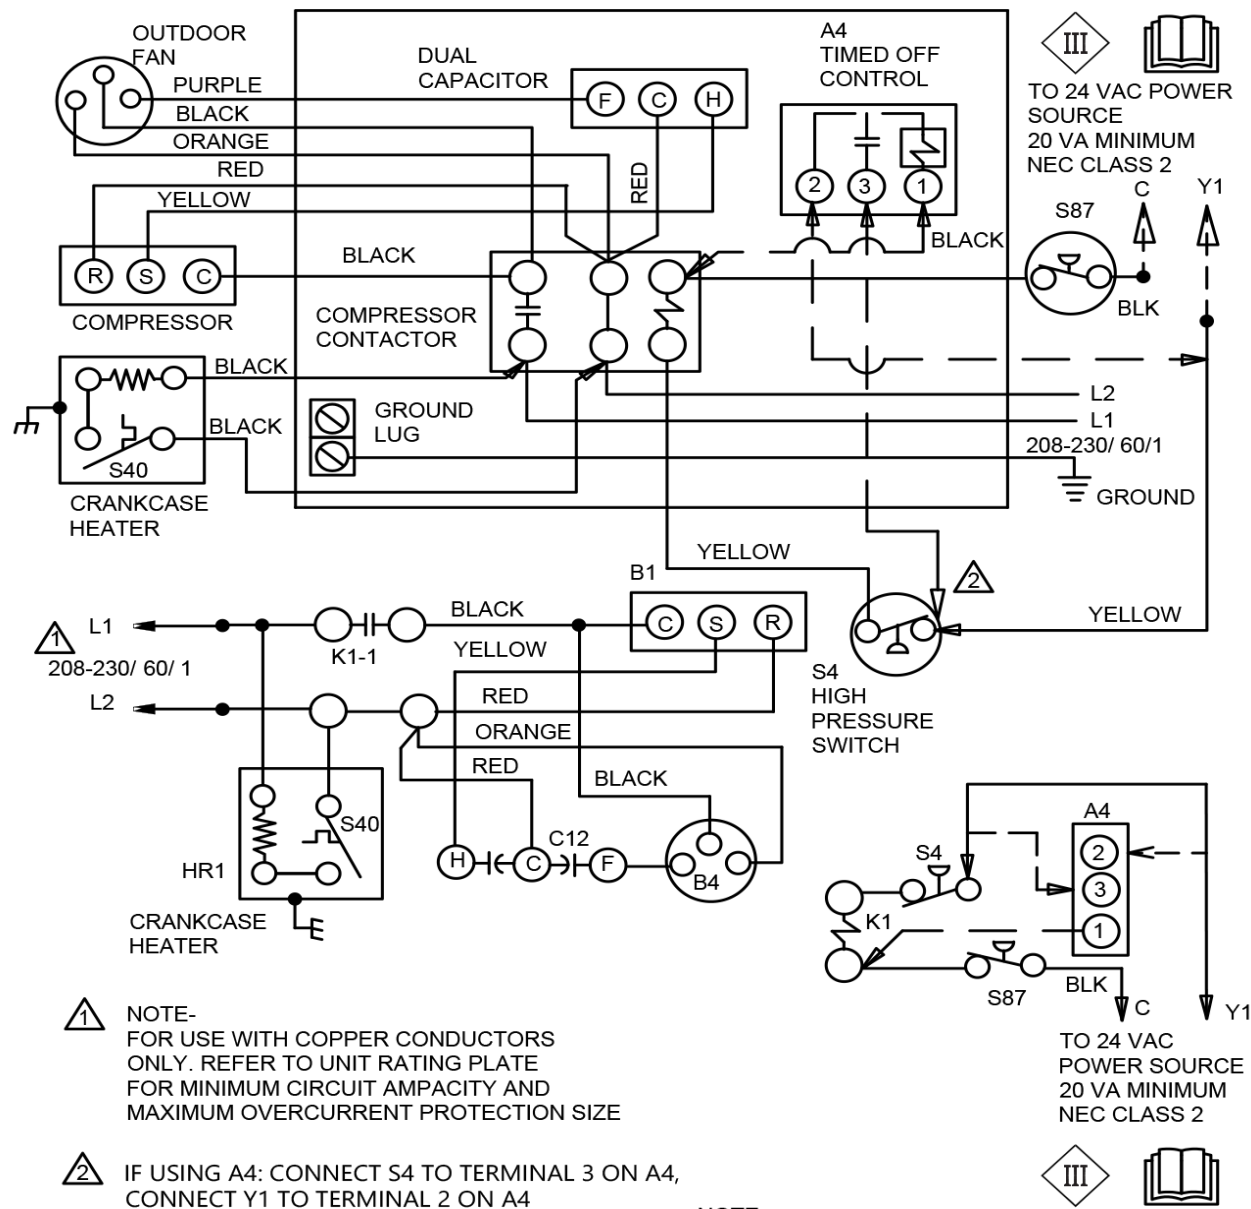 OUTDOOR
FAN
PURPLE
BLACK
ORANGE
RED
YELLOW
DUAL
CAPACITOR
F C H
RED
A4
TIMED OFF
CONTROL
2 3 1
BLACK
III
TO 24 VAC POWER
SOURCE
20 VA MINIMUM
NEC CLASS 2
C Y1
S87
BLK
R S C
COMPRESSOR
BLACK
COMPRESSOR
CONTACTOR
BLACK
BLACK
S40
CRANKCASE
HEATER
GROUND
LUG
L2
L1
208-230/ 60/1
GROUND
YELLOW
2
YELLOW
S4
HIGH
PRESSURE
SWITCH
B1
C S R
1
L1
208-230/ 60/ 1
L2
K1-1
BLACK
YELLOW
RED
ORANGE
RED
BLACK
S40
HR1
CRANKCASE
HEATER
H C F
C12
B4
A4
2
3
1
S4
K1
S87
BLK
C
Y1
TO 24 VAC
POWER SOURCE
20 VA MINIMUM
NEC CLASS 2
III
1 NOTE-
FOR USE WITH COPPER CONDUCTORS
ONLY. REFER TO UNIT RATING PLATE
FOR MINIMUM CIRCUIT AMPACITY AND
MAXIMUM OVERCURRENT PROTECTION SIZE
2 IF USING A4: CONNECT S4 TO TERMINAL 3 ON A4,
CONNECT Y1 TO TERMINAL 2 ON A4